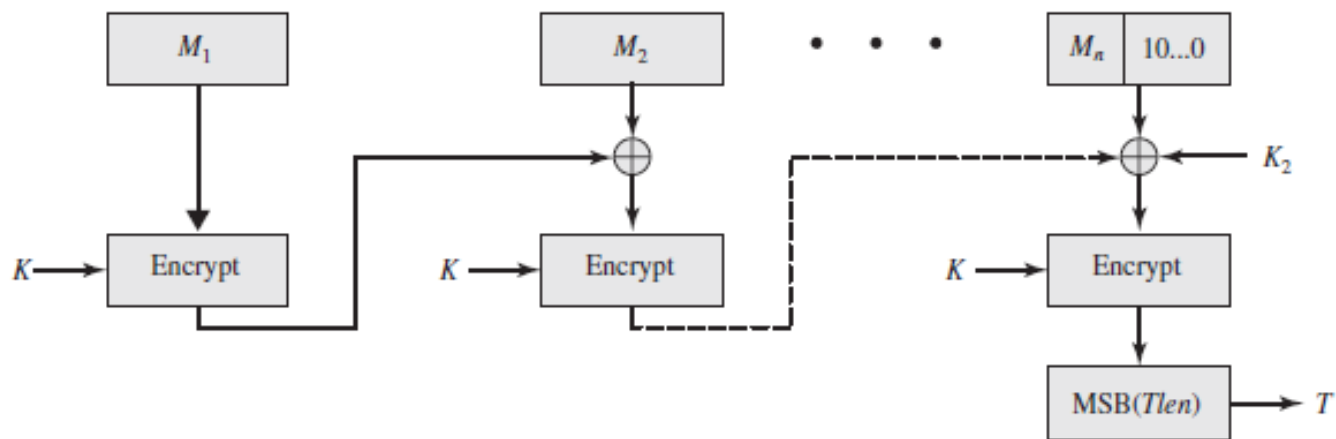 M₁ M₂ • • • Mₙ 10...0
K₂
K Encrypt K Encrypt K Encrypt
MSB(Tlen) T